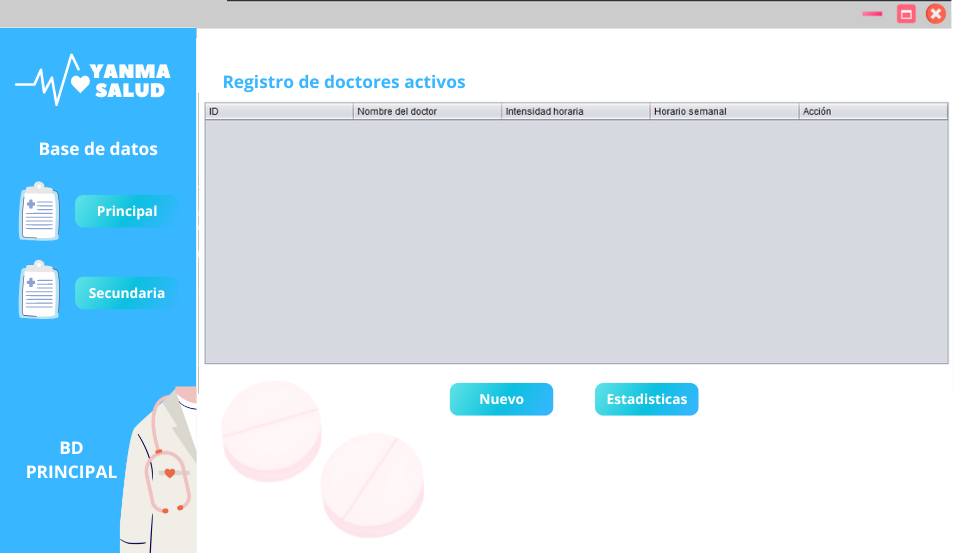 YANMA
SALUD
Base de datos
Principal
Secundaria
BD
PRINCIPAL
Registro de doctores activos
ID Nombre del doctor Intensidad horaria Horario semanal Acción
Nuevo Estadisticas